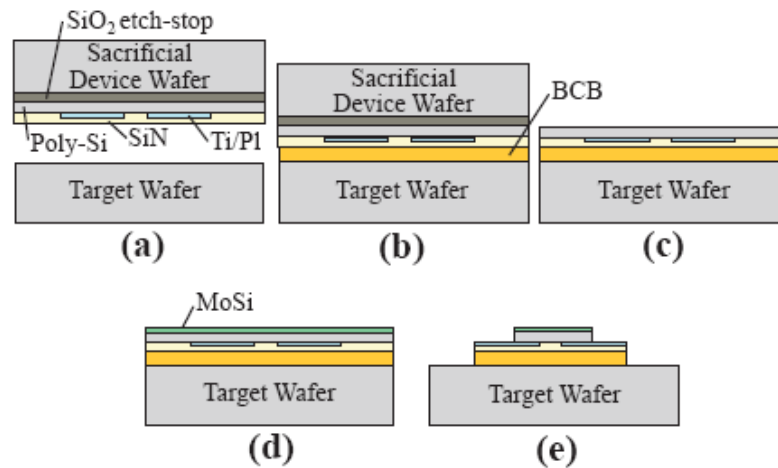 SiO2 etch-stop
Sacrificial
Device Wafer
Poly-Si
SiN
Ti/Pl
Target Wafer
(a)
Sacrificial
Device Wafer
BCB
Target Wafer
(b)
Target Wafer
(c)
MoSi
Target Wafer
(d)
Target Wafer
(e)